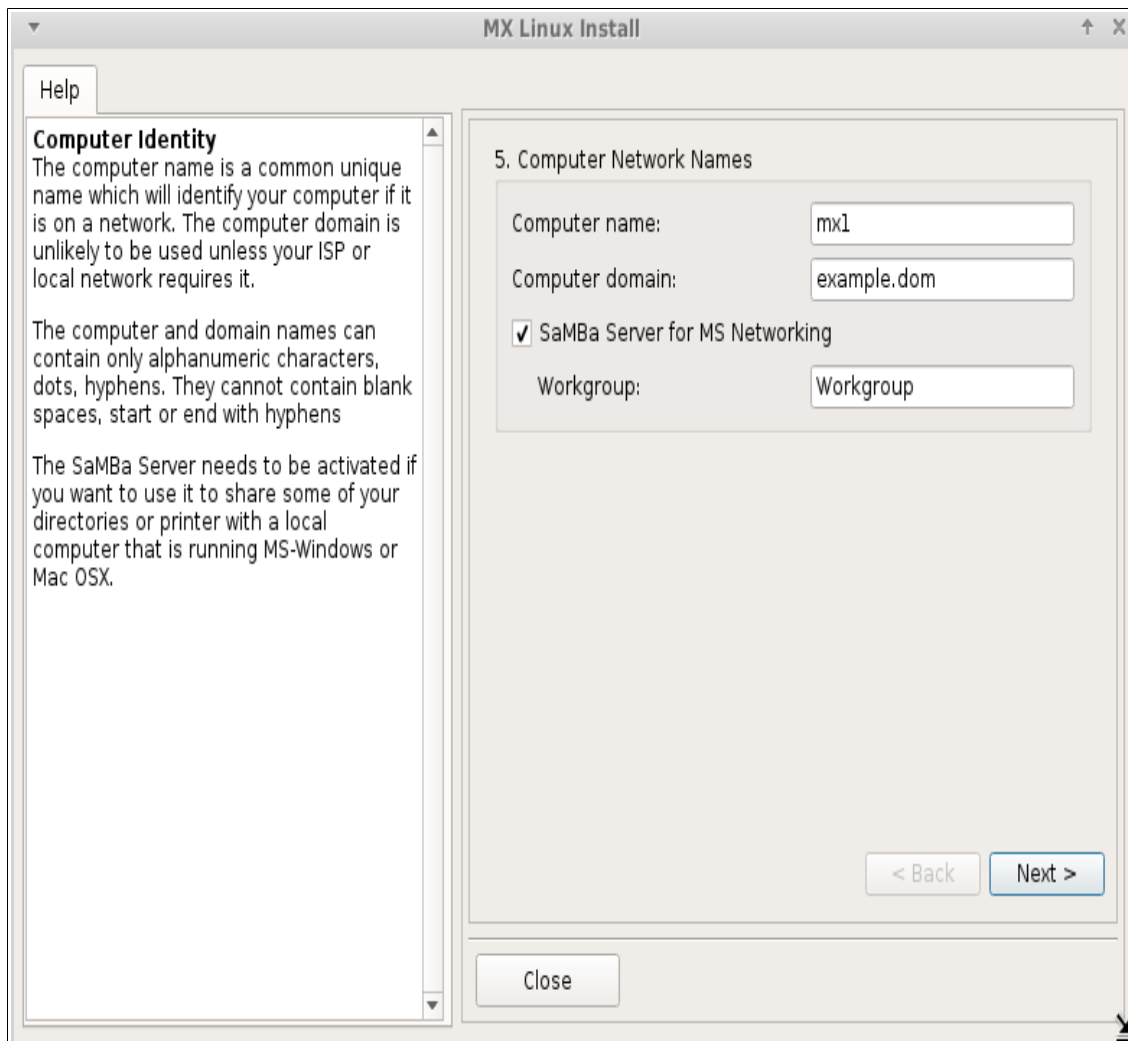 MX Linux Install
Help
Computer Identity
The computer name is a common unique
name which will identify your computer if it
is on a network. The computer domain is
unlikely to be used unless your ISP or
local network requires it.
The computer and domain names can
contain only alphanumeric characters,
dots, hyphens. They cannot contain blank
spaces, start or end with hyphens
The SaMBa Server needs to be activated if
you want to use it to share some of your
directories or printer with a local
computer that is running MS-Windows or
Mac OSX.
5. Computer Network Names
Computer name: mx1
Computer domain: example.dom
SaMBa Server for MS Networking
Workgroup: Workgroup
< Back Next >
Close